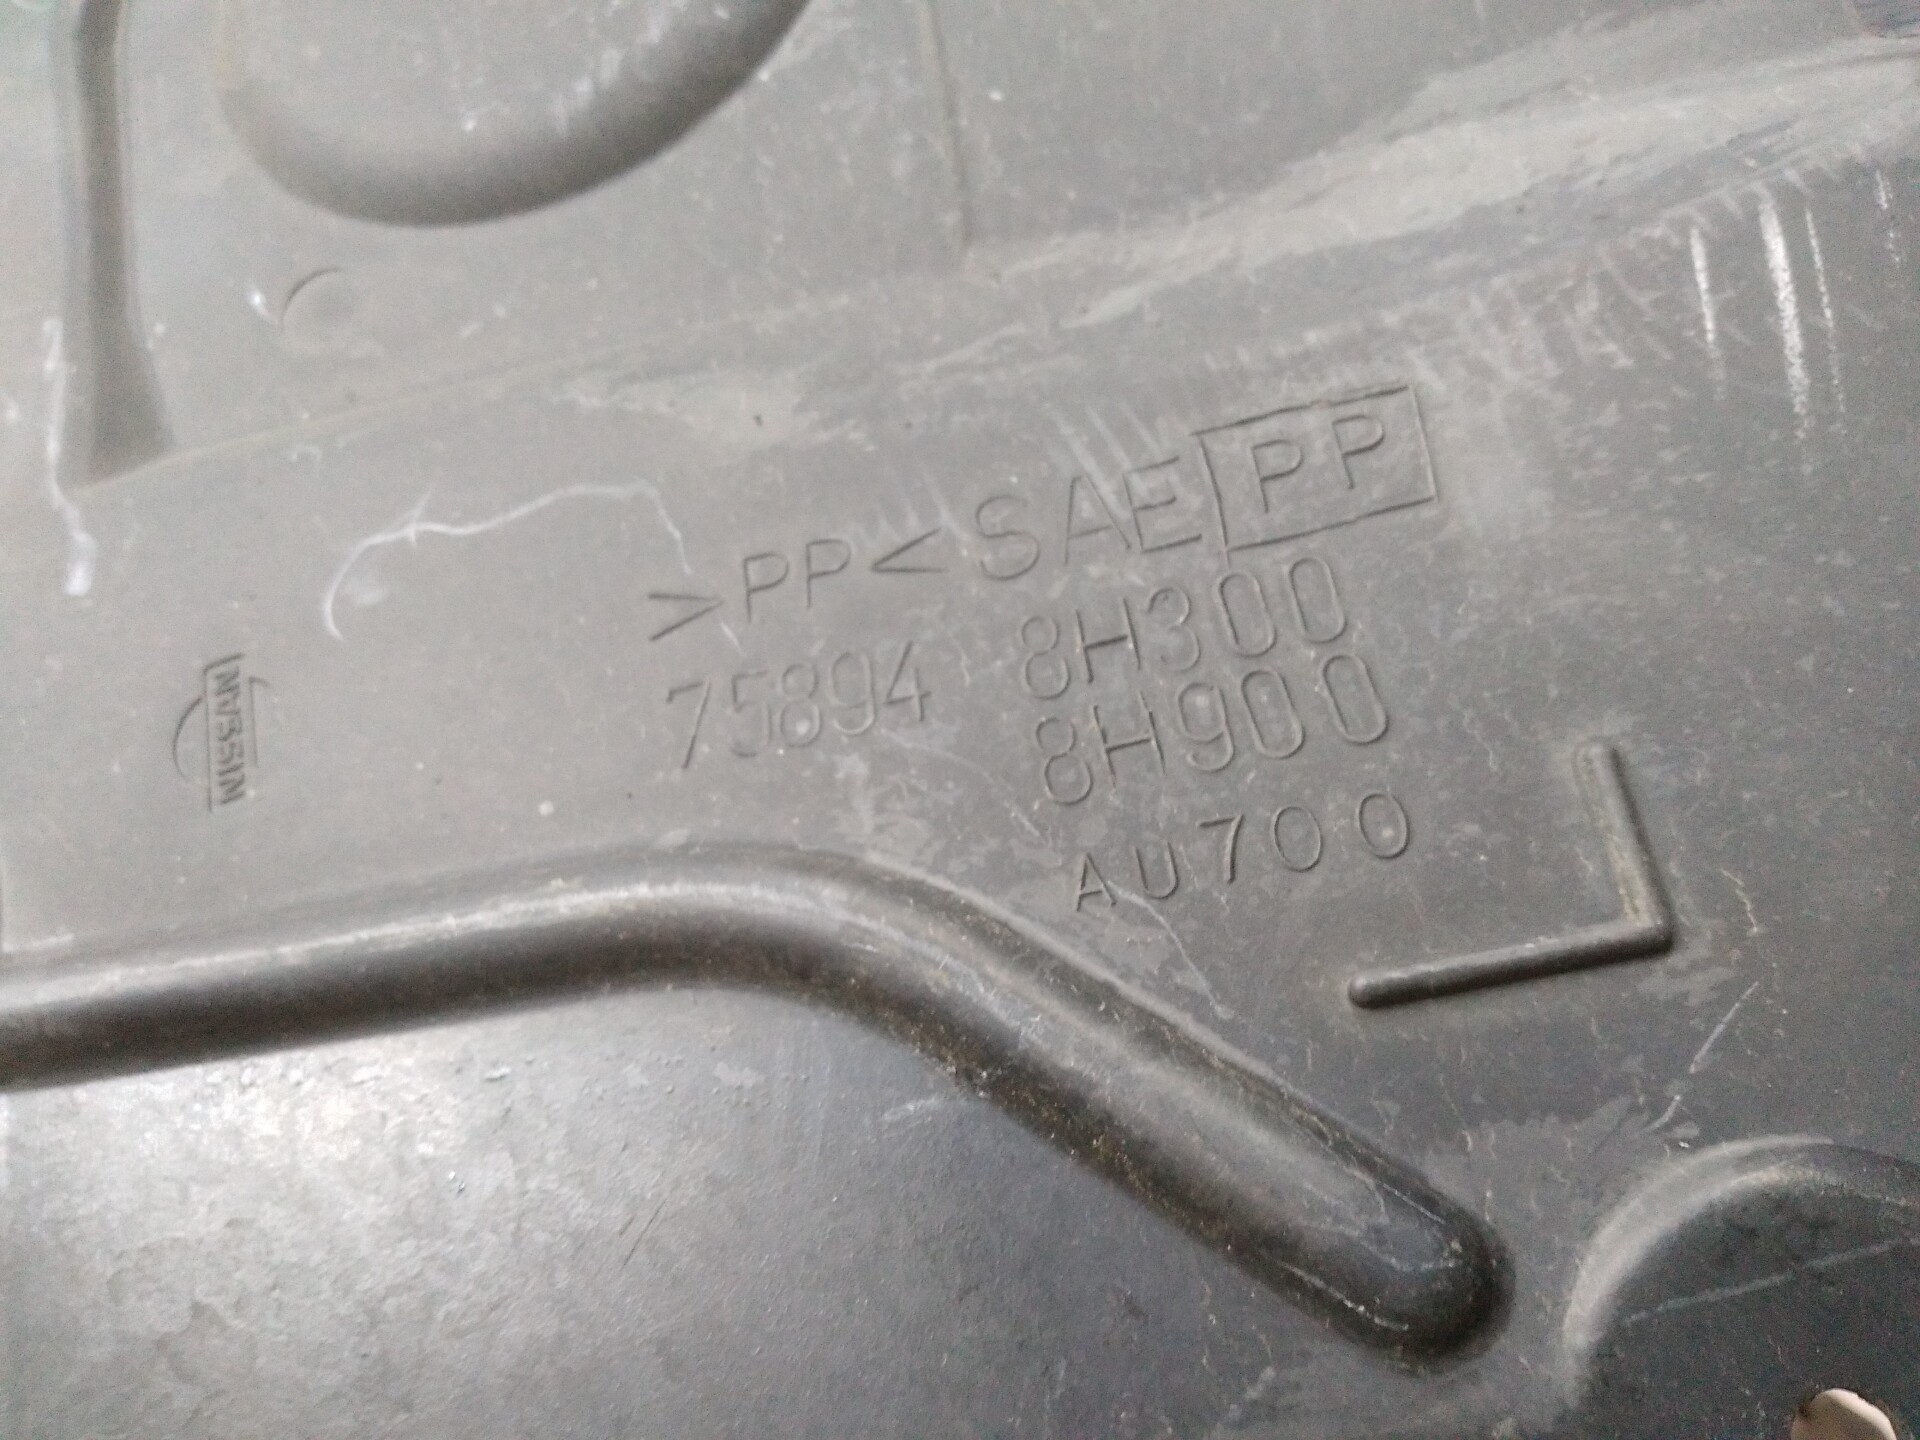 >PP< SAE PP
75894 8H300
8H900
AU700
L
NISSAN